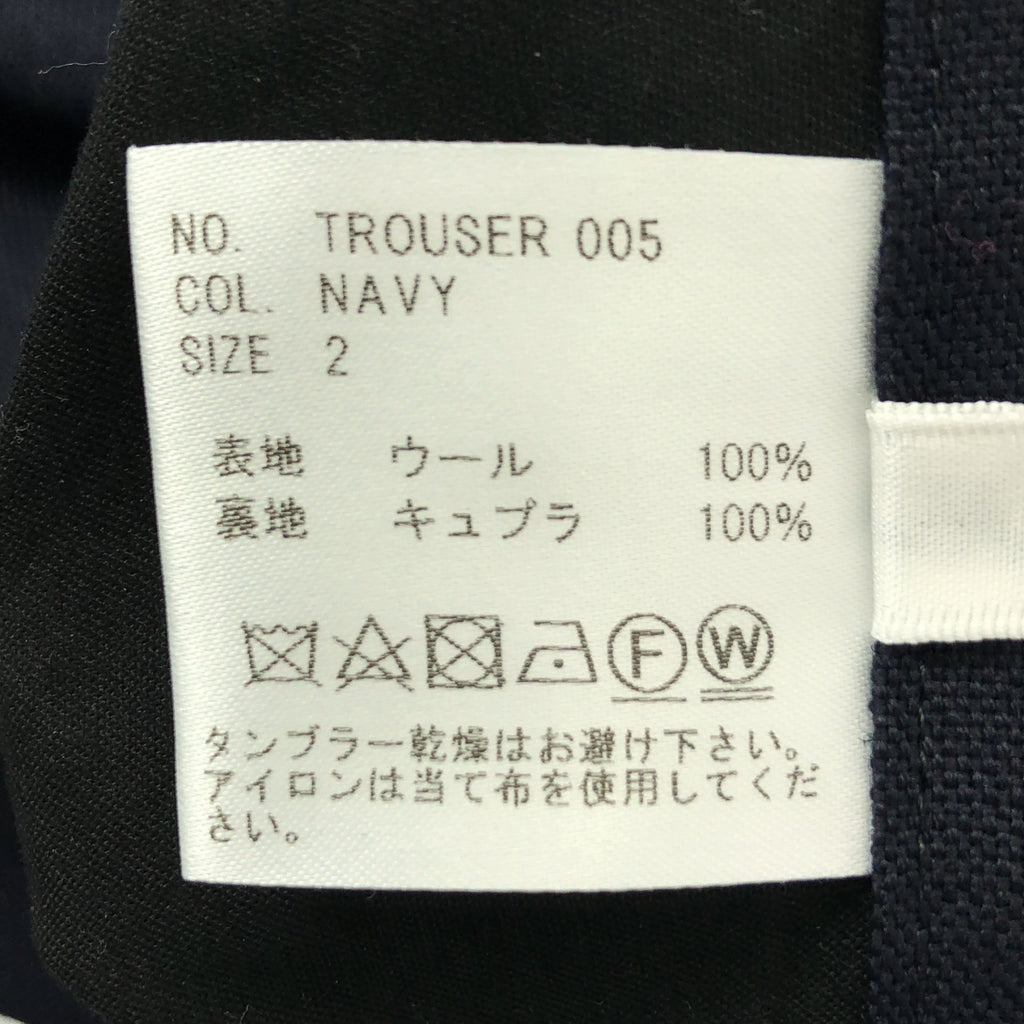 NO. TROUSER 005
COL. NAVY
SIZE 2
表地 ウール 100%
裏地 キュプラ 100%
F W
タンブラー乾燥はお避け下さい。
アイロンは当て布を使用してくだ
さい。